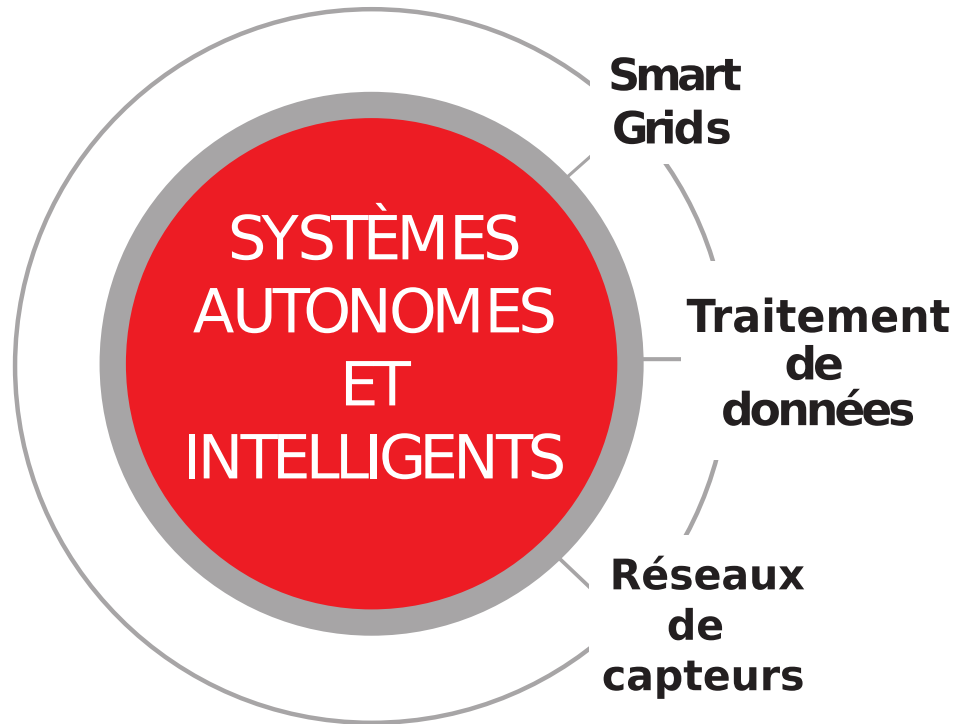 SYSTÈMES
AUTONOMES
ET
INTELLIGENTS
Smart
Grids
Traitement
de
données
Réseaux
de
capteurs